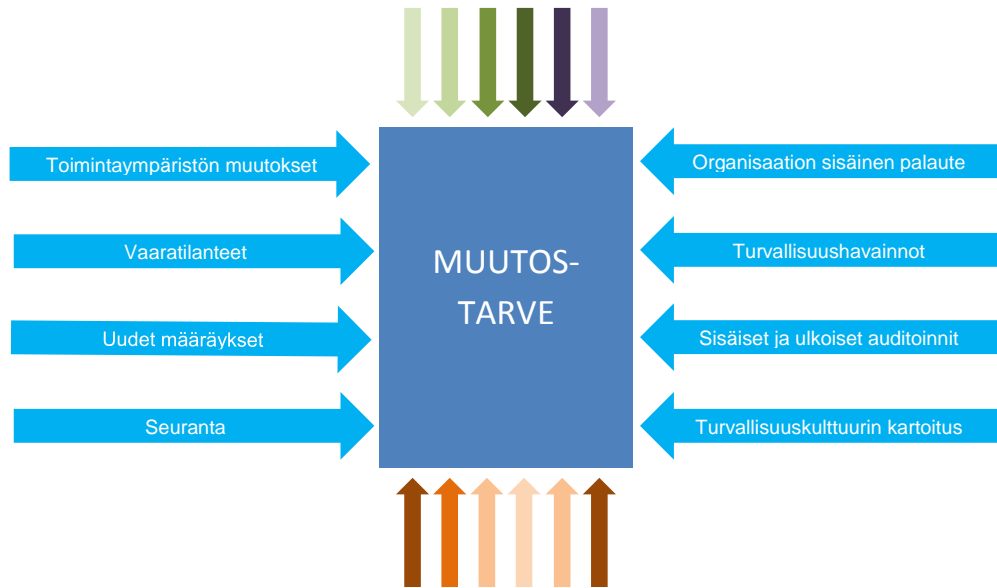 Toimintaympäristön muutokset
Vaaratilanteet
Uudet määräykset
Seuranta
MUUTOS-
TARVE
Organisaation sisäinen palaute
Turvallisuushavainnot
Sisäiset ja ulkoiset auditoinnit
Turvallisuuskulttuurin kartoitus